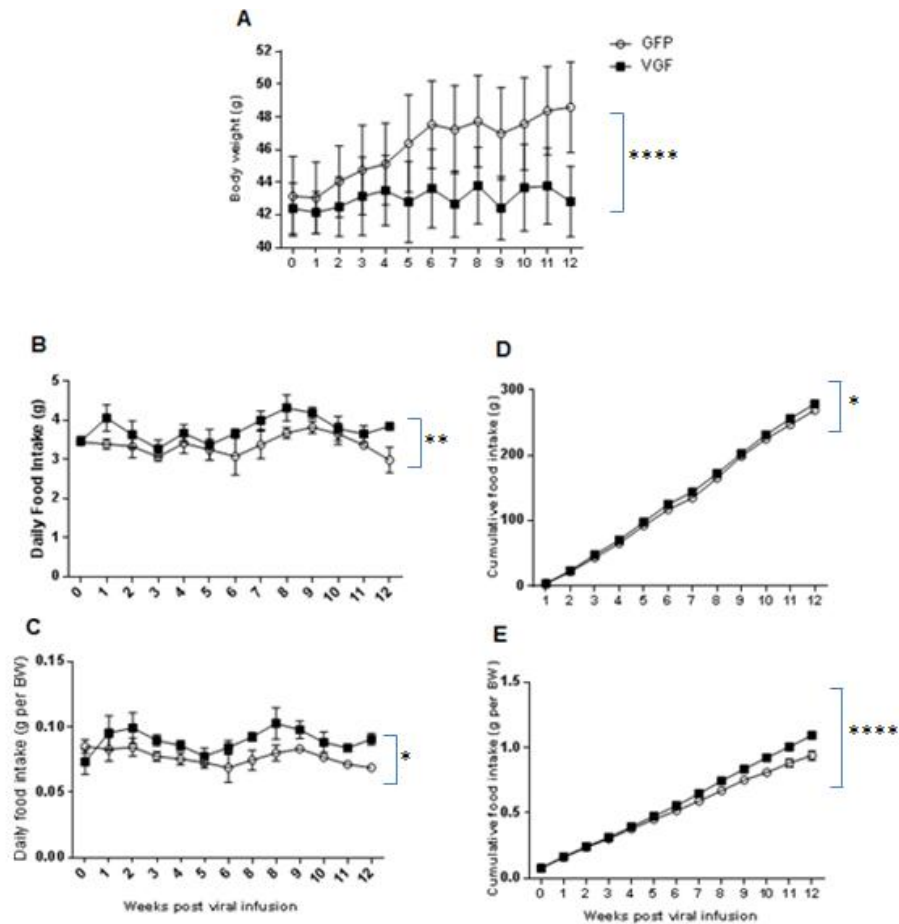 A
GFP
VGF
52
50
48
46
44
42
40
Body weight (g)
****
0 1 2 3 4 5 6 7 8 9 10 11 12
B
5
4
3
2
1
0
Daily Food Intake (g)
**
0 1 2 3 4 5 6 7 8 9 10 11 12
D
300
200
100
0
Cumulative food intake (g)
*
1 2 3 4 5 6 7 8 9 10 11 12
C
0.15
0.10
0.05
0.00
Daily food intake (g per BW)
*
0 1 2 3 4 5 6 7 8 9 10 11 12
Weeks post viral infusion
E
1.5
1.0
0.5
0.0
Cumulative food intake (g per BW)
****
0 1 2 3 4 5 6 7 8 9 10 11 12
Weeks post viral infusion